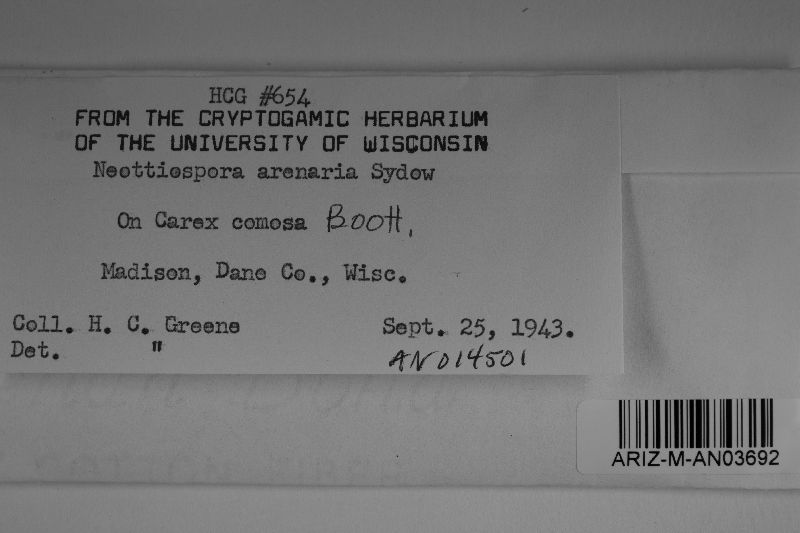 HCG #654
FROM THE CRYPTOGAMIC HERBARIUM
OF THE UNIVERSITY OF WISCONSIN
Neottiospora arenaria Sydow
On Carex comosa Boott,
Madison, Dane Co., Wisc.
Coll. H. C. Greene Sept. 25, 1943.
Det. "
AN014501
ARIZ-M-AN03692